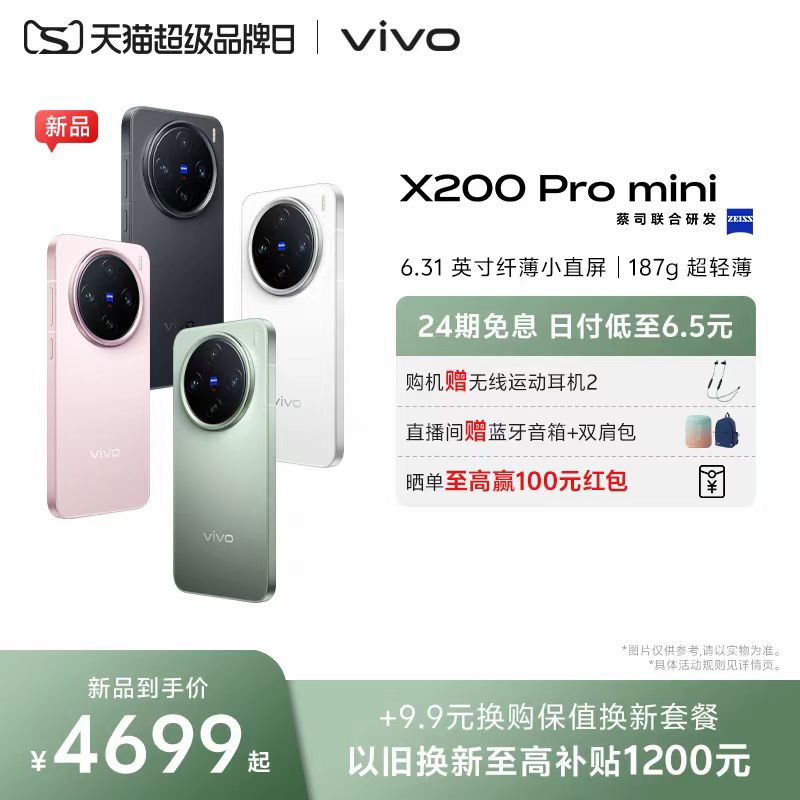 天猫超级品牌日 | vivo
新品
X200 Pro mini
蔡司联合研发 ZEISS
6.31 英寸纤薄小直屏 | 187g 超轻薄
24期免息 日付低至6.5元
购机赠无线运动耳机2
直播间赠蓝牙音箱+双肩包
晒单至高赢100元红包
¥
vivo
vivo
vivo
*图片仅供参考,请以实物为准。
*具体活动规则见详情页。
新品到手价
¥4699起
+9.9元换购保值换新套餐
以旧换新至高补贴1200元